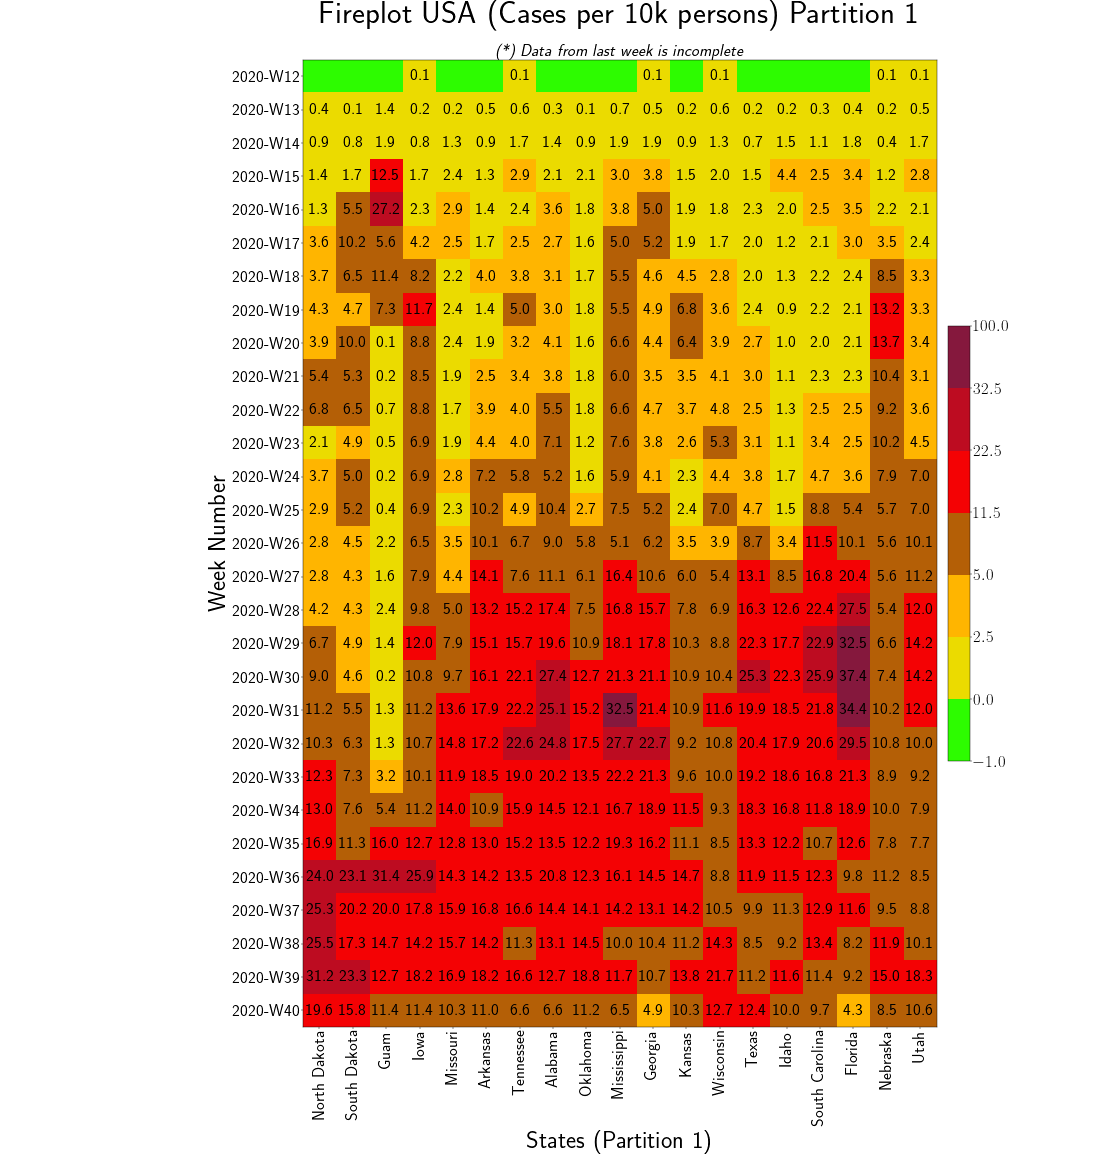 Fireplot USA (Cases per 10k persons) Partition 1
(*) Data from last week is incomplete
2020-W12 0.1 0.1 0.1 0.1 0.1 0.1
2020-W13 0.4 0.1 1.4 0.2 0.2 0.5 0.6 0.3 0.1 0.7 0.5 0.2 0.6 0.2 0.2 0.3 0.4 0.2 0.5
2020-W14 0.9 0.8 1.9 0.8 1.3 0.9 1.7 1.4 0.9 1.9 1.9 0.9 1.3 0.7 1.5 1.1 1.8 0.4 1.7
2020-W15 1.4 1.7 12.5 1.7 2.4 1.3 2.9 2.1 2.1 3.0 3.8 1.5 2.0 1.5 4.4 2.5 3.4 1.2 2.8
2020-W16 1.3 5.5 27.2 2.3 2.9 1.4 2.4 3.6 1.8 3.8 5.0 1.9 1.8 2.3 2.0 2.5 3.5 2.2 2.1
2020-W17 3.6 10.2 5.6 4.2 2.5 1.7 2.5 2.7 1.6 5.0 5.2 1.9 1.7 2.0 1.2 2.1 3.0 3.5 2.4
2020-W18 3.7 6.5 11.4 8.2 2.2 4.0 3.8 3.1 1.7 5.5 4.6 4.5 2.8 2.0 1.3 2.2 2.4 8.5 3.3
2020-W19 4.3 4.7 7.3 11.7 2.4 1.4 5.0 3.0 1.8 5.5 4.9 6.8 3.6 2.4 0.9 2.2 2.1 13.2 3.3
2020-W20 3.9 10.0 0.1 8.8 2.4 1.9 3.2 4.1 1.6 6.6 4.4 6.4 3.9 2.7 1.0 2.0 2.1 13.7 3.4
2020-W21 5.4 5.3 0.2 8.5 1.9 2.5 3.4 3.8 1.8 6.0 3.5 3.5 4.1 3.0 1.1 2.3 2.3 10.4 3.1
2020-W22 6.8 6.5 0.7 8.8 1.7 3.9 4.0 5.5 1.8 6.6 4.7 3.7 4.8 2.5 1.3 2.5 2.5 9.2 3.6
2020-W23 2.1 4.9 0.5 6.9 1.9 4.4 4.0 7.1 1.2 7.6 3.8 2.6 5.3 3.1 1.1 3.4 2.5 10.2 4.5
2020-W24 3.7 5.0 0.2 6.9 2.8 7.2 5.8 5.2 1.6 5.9 4.1 2.3 4.4 3.8 1.7 4.7 3.6 7.9 7.0
2020-W25 2.9 5.2 0.4 6.9 2.3 10.2 4.9 10.4 2.7 7.5 5.2 2.4 7.0 4.7 1.5 8.8 5.4 5.7 7.0
2020-W26 2.8 4.5 2.2 6.5 3.5 10.1 6.7 9.0 5.8 5.1 6.2 3.5 3.9 8.7 3.4 11.5 10.1 5.6 10.1
2020-W27 2.8 4.3 1.6 7.9 4.4 14.1 7.6 11.1 6.1 16.4 10.6 6.0 5.4 13.1 8.5 16.8 20.4 5.6 11.2
2020-W28 4.2 4.3 2.4 9.8 5.0 13.2 15.2 17.4 7.5 16.8 15.7 7.8 6.9 16.3 12.6 22.4 27.5 5.4 12.0
2020-W29 6.7 4.9 1.4 12.0 7.9 15.1 15.7 19.6 10.9 18.1 17.8 10.3 8.8 22.3 17.7 22.9 32.5 6.6 14.2
2020-W30 9.0 4.6 0.2 10.8 9.7 16.1 22.1 27.4 12.7 21.3 21.1 10.9 10.4 25.3 22.3 25.9 37.4 7.4 14.2
2020-W31 11.2 5.5 1.3 11.2 13.6 17.9 22.2 25.1 15.2 32.5 21.4 10.9 11.6 19.9 18.5 21.8 34.4 10.2 12.0
2020-W32 10.3 6.3 1.3 10.7 14.8 17.2 22.6 24.8 17.5 27.7 22.7 9.2 10.8 20.4 17.9 20.6 29.5 10.8 10.0
2020-W33 12.3 7.3 3.2 10.1 11.9 18.5 19.0 20.2 13.5 22.2 21.3 9.6 10.0 19.2 18.6 16.8 21.3 8.9 9.2
2020-W34 13.0 7.6 5.4 11.2 14.0 10.9 15.9 14.5 12.1 16.7 18.9 11.5 9.3 18.3 16.8 11.8 18.9 10.0 7.9
2020-W35 16.9 11.3 16.0 12.7 12.8 13.0 15.2 13.5 12.2 19.3 16.2 11.1 8.5 13.3 12.2 10.7 12.6 7.8 7.7
2020-W36 24.0 23.1 31.4 25.9 14.3 14.2 13.5 20.8 12.3 16.1 14.5 14.7 8.8 11.9 11.5 12.3 9.8 11.2 8.5
2020-W37 25.3 20.2 20.0 17.8 15.9 16.8 16.6 14.4 14.1 14.2 13.1 14.2 10.5 9.9 11.3 12.9 11.6 9.5 8.8
2020-W38 25.5 17.3 14.7 14.2 15.7 14.2 11.3 13.1 14.5 10.0 10.4 11.2 14.3 8.5 9.2 13.4 8.2 11.9 10.1
2020-W39 31.2 23.3 12.7 18.2 16.9 18.2 16.6 12.7 18.8 11.7 10.7 13.8 21.7 11.2 11.6 11.4 9.2 15.0 18.3
2020-W40 19.6 15.8 11.4 11.4 10.3 11.0 6.6 6.6 11.2 6.5 4.9 10.3 12.7 12.4 10.0 9.7 4.3 8.5 10.6
Week Number
North Dakota
South Dakota
Guam
Iowa
Missouri
Arkansas
Tennessee
Alabama
Oklahoma
Mississippi
Georgia
Kansas
Wisconsin
Texas
Idaho
South Carolina
Florida
Nebraska
Utah
States (Partition 1)
100.0
32.5
22.5
11.5
5.0
2.5
0.0
−1.0